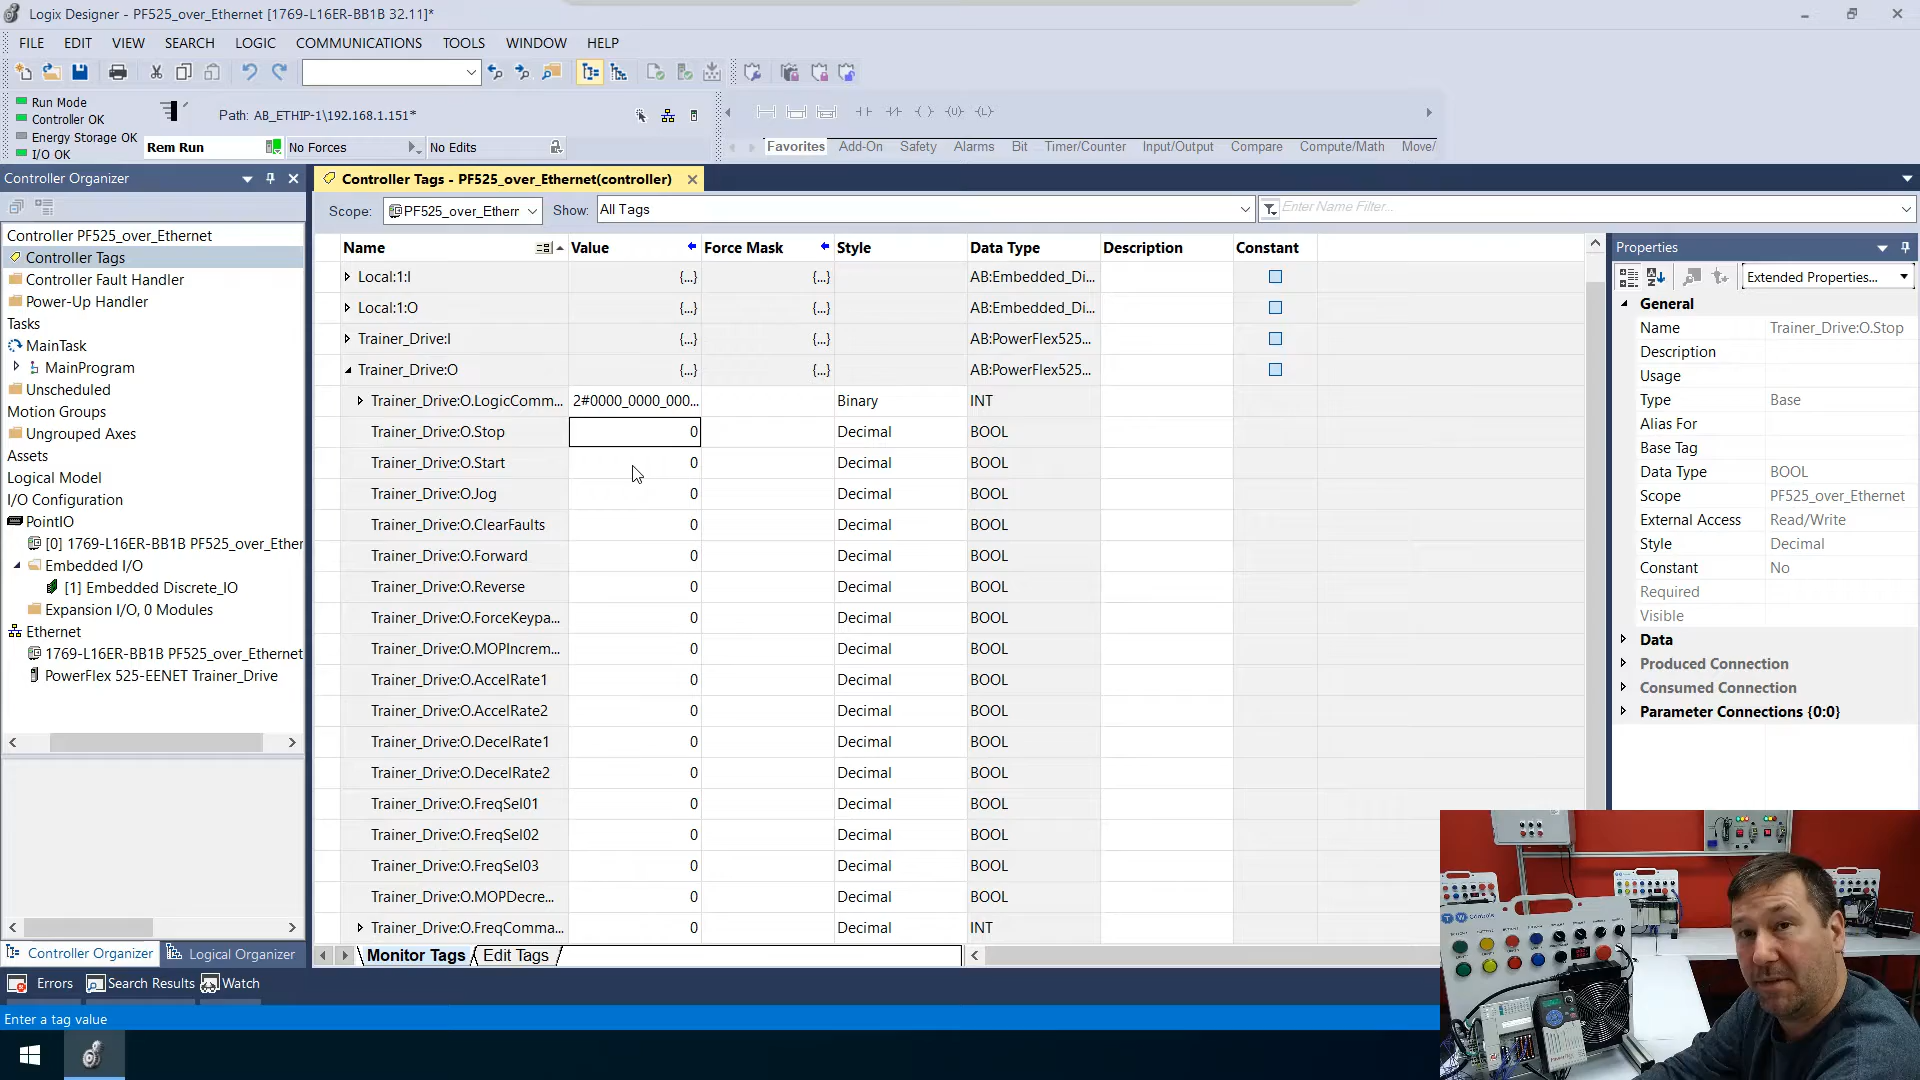 Logix Designer - PF525_over_Ethernet [1769-L16ER-BB1B 32.11]*
FILE EDIT VIEW SEARCH LOGIC COMMUNICATIONS TOOLS WINDOW HELP
Run Mode
Controller OK
Energy Storage OK
I/O OK
Path: AB_ETHIP-1\192.168.1.151*
Rem Run No Forces No Edits
Favorites Add-On Safety Alarms Bit Timer/Counter Input/Output Compare Compute/Math Move/
Controller Organizer
Controller PF525_over_Ethernet
Controller Tags
Controller Fault Handler
Power-Up Handler
Tasks
MainTask
MainProgram
Unscheduled
Motion Groups
Ungrouped Axes
Assets
Logical Model
I/O Configuration
PointIO
[0] 1769-L16ER-BB1B PF525_over_Ether
Embedded I/O
[1] Embedded Discrete_IO
Expansion I/O, 0 Modules
Ethernet
1769-L16ER-BB1B PF525_over_Ethernet
PowerFlex 525-EENET Trainer_Drive
Controller Organizer Logical Organizer
Controller Tags - PF525_over_Ethernet(controller)
Scope: PF525_over_Ethern Show: All Tags Enter Name Filter...
Name Value Force Mask Style Data Type Description Constant
Local:1:I {...} {...} AB:Embedded_Di...
Local:1:O {...} {...} AB:Embedded_Di...
Trainer_Drive:I {...} {...} AB:PowerFlex525...
Trainer_Drive:O {...} {...} AB:PowerFlex525...
Trainer_Drive:O.LogicComm... 2#0000_0000_000... Binary INT
Trainer_Drive:O.Stop 0 Decimal BOOL
Trainer_Drive:O.Start 0 Decimal BOOL
Trainer_Drive:O.Jog 0 Decimal BOOL
Trainer_Drive:O.ClearFaults 0 Decimal BOOL
Trainer_Drive:O.Forward 0 Decimal BOOL
Trainer_Drive:O.Reverse 0 Decimal BOOL
Trainer_Drive:O.ForceKeypa... 0 Decimal BOOL
Trainer_Drive:O.MOPIncrem... 0 Decimal BOOL
Trainer_Drive:O.AccelRate1 0 Decimal BOOL
Trainer_Drive:O.AccelRate2 0 Decimal BOOL
Trainer_Drive:O.DecelRate1 0 Decimal BOOL
Trainer_Drive:O.DecelRate2 0 Decimal BOOL
Trainer_Drive:O.FreqSel01 0 Decimal BOOL
Trainer_Drive:O.FreqSel02 0 Decimal BOOL
Trainer_Drive:O.FreqSel03 0 Decimal BOOL
Trainer_Drive:O.MOPDecre... 0 Decimal BOOL
Trainer_Drive:O.FreqComma... 0 Decimal INT
Monitor Tags Edit Tags
Properties
Extended Properties...
General
Name Trainer_Drive:O.Stop
Description
Usage
Type Base
Alias For
Base Tag
Data Type BOOL
Scope PF525_over_Ethernet
External Access Read/Write
Style Decimal
Constant No
Required
Visible
Data
Produced Connection
Consumed Connection
Parameter Connections {0:0}
Errors Search Results Watch
Enter a tag value
T W Controls